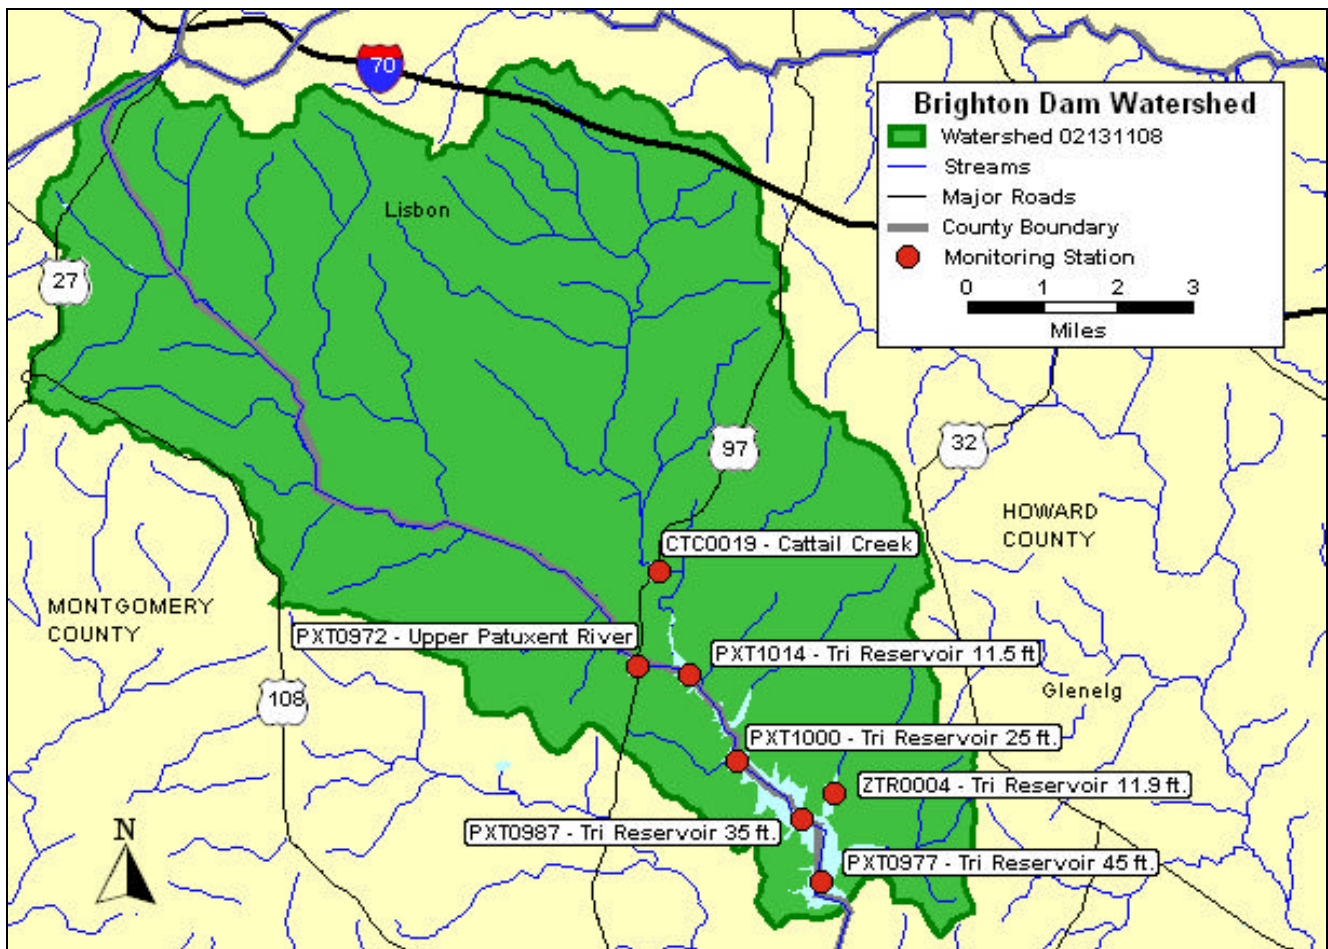 70
Brighton Dam Watershed
Watershed 02131108
Streams
Major Roads
County Boundary
Monitoring Station
0 1 2 3
Miles
Lisbon
27
97
32
HOWARD
COUNTY
CTC0019 - Cattail Creek
MONTGOMERY
COUNTY
PXT0972 - Upper Patuxent River
PXT1014 - Tri Reservoir 11.5 ft
108
Glenelg
PXT1000 - Tri Reservoir 25 ft.
ZTR0004 - Tri Reservoir 11.9 ft.
PXT0987 - Tri Reservoir 35 ft.
N
PXT0977 - Tri Reservoir 45 ft.